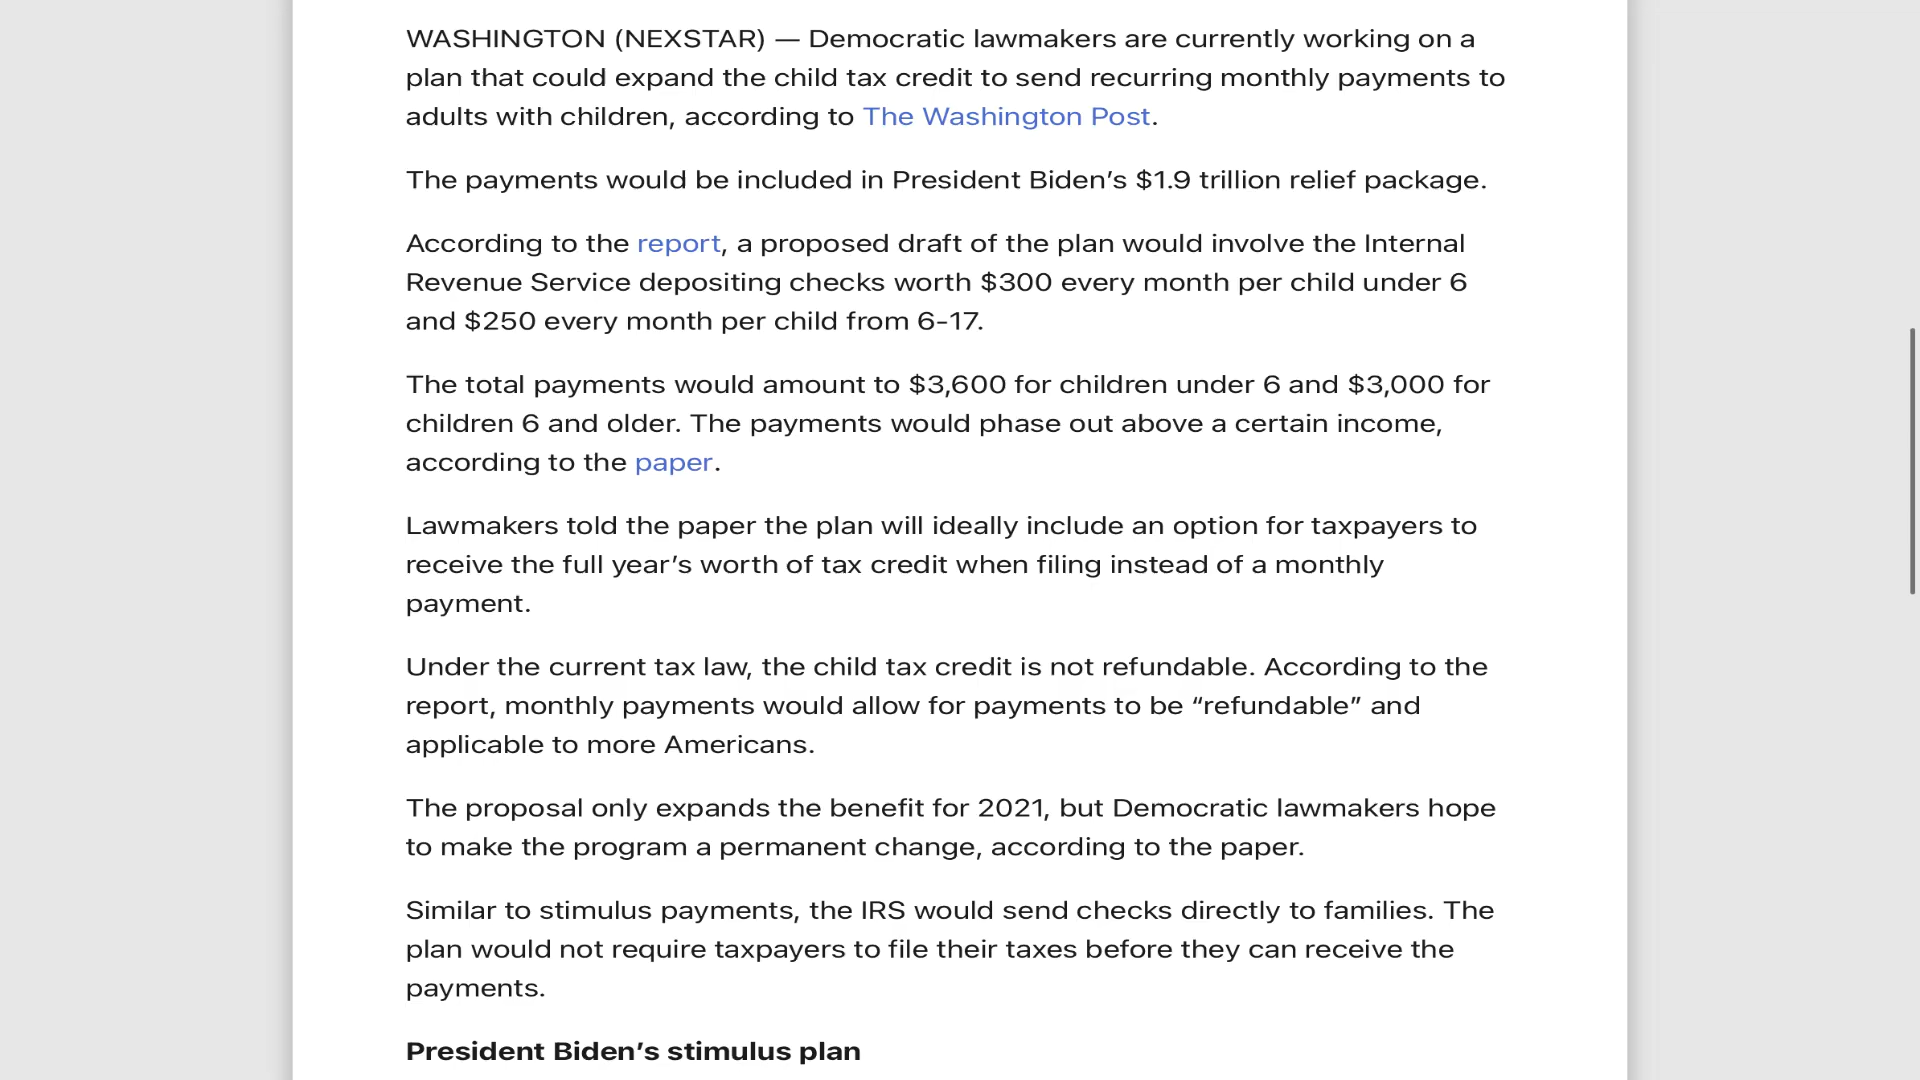 WASHINGTON (NEXSTAR) — Democratic lawmakers are currently working on a
plan that could expand the child tax credit to send recurring monthly payments to
adults with children, according to The Washington Post.
The payments would be included in President Biden’s $1.9 trillion relief package.
According to the report, a proposed draft of the plan would involve the Internal
Revenue Service depositing checks worth $300 every month per child under 6
and $250 every month per child from 6-17.
The total payments would amount to $3,600 for children under 6 and $3,000 for
children 6 and older. The payments would phase out above a certain income,
according to the paper.
Lawmakers told the paper the plan will ideally include an option for taxpayers to
receive the full year’s worth of tax credit when filing instead of a monthly
payment.
Under the current tax law, the child tax credit is not refundable. According to the
report, monthly payments would allow for payments to be “refundable” and
applicable to more Americans.
The proposal only expands the benefit for 2021, but Democratic lawmakers hope
to make the program a permanent change, according to the paper.
Similar to stimulus payments, the IRS would send checks directly to families. The
plan would not require taxpayers to file their taxes before they can receive the
payments.
President Biden’s stimulus plan